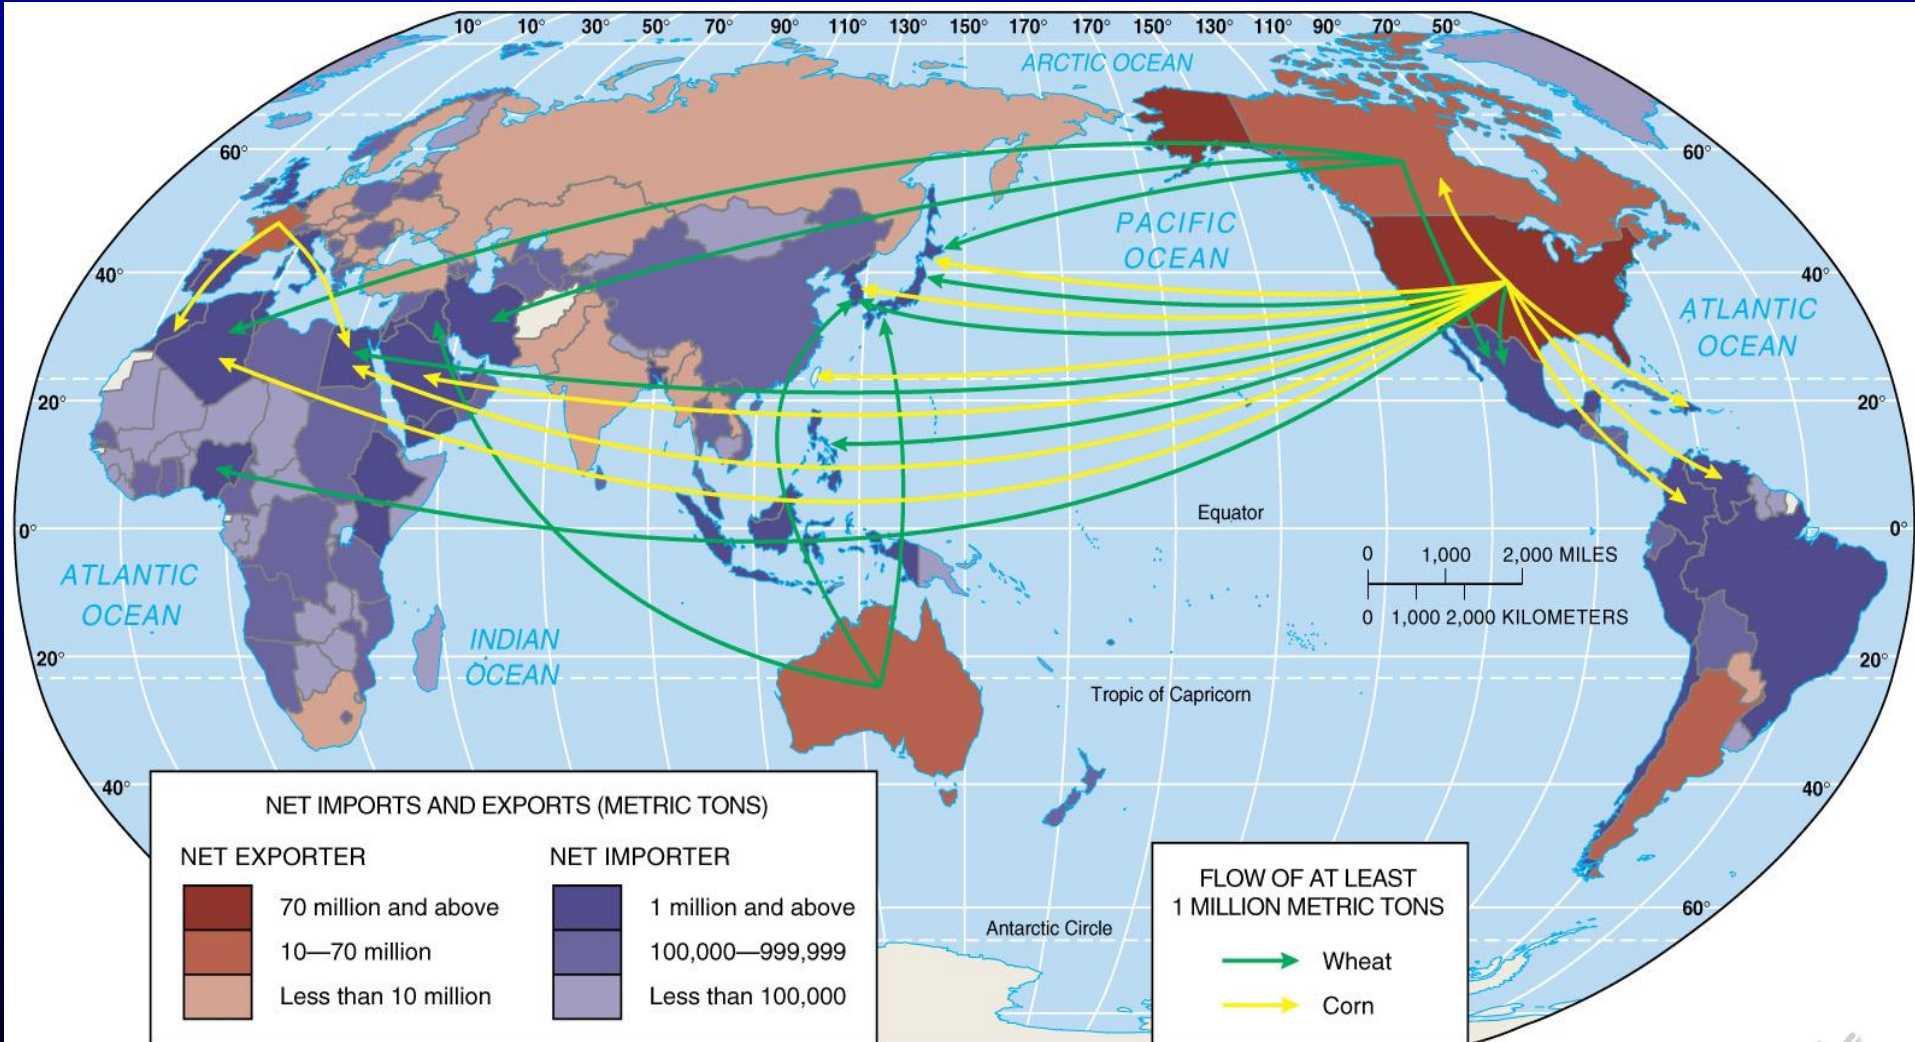 10° 10° 30° 50° 70° 90° 110° 130° 150° 170° 170° 150° 130° 110° 90° 70° 50°
ARCTIC OCEAN
60° 60°
PACIFIC
OCEAN
40° 40°
ATLANTIC
OCEAN
20° 20°
Equator
0° 0°
0 1,000 2,000 MILES
0 1,000 2,000 KILOMETERS
ATLANTIC
OCEAN
INDIAN
OCEAN
20° 20°
Tropic of Capricorn
40° 40°
60°
Antarctic Circle
NET IMPORTS AND EXPORTS (METRIC TONS)
NET EXPORTER
70 million and above
10—70 million
Less than 10 million
NET IMPORTER
1 million and above
100,000—999,999
Less than 100,000
FLOW OF AT LEAST
1 MILLION METRIC TONS
Wheat
Corn